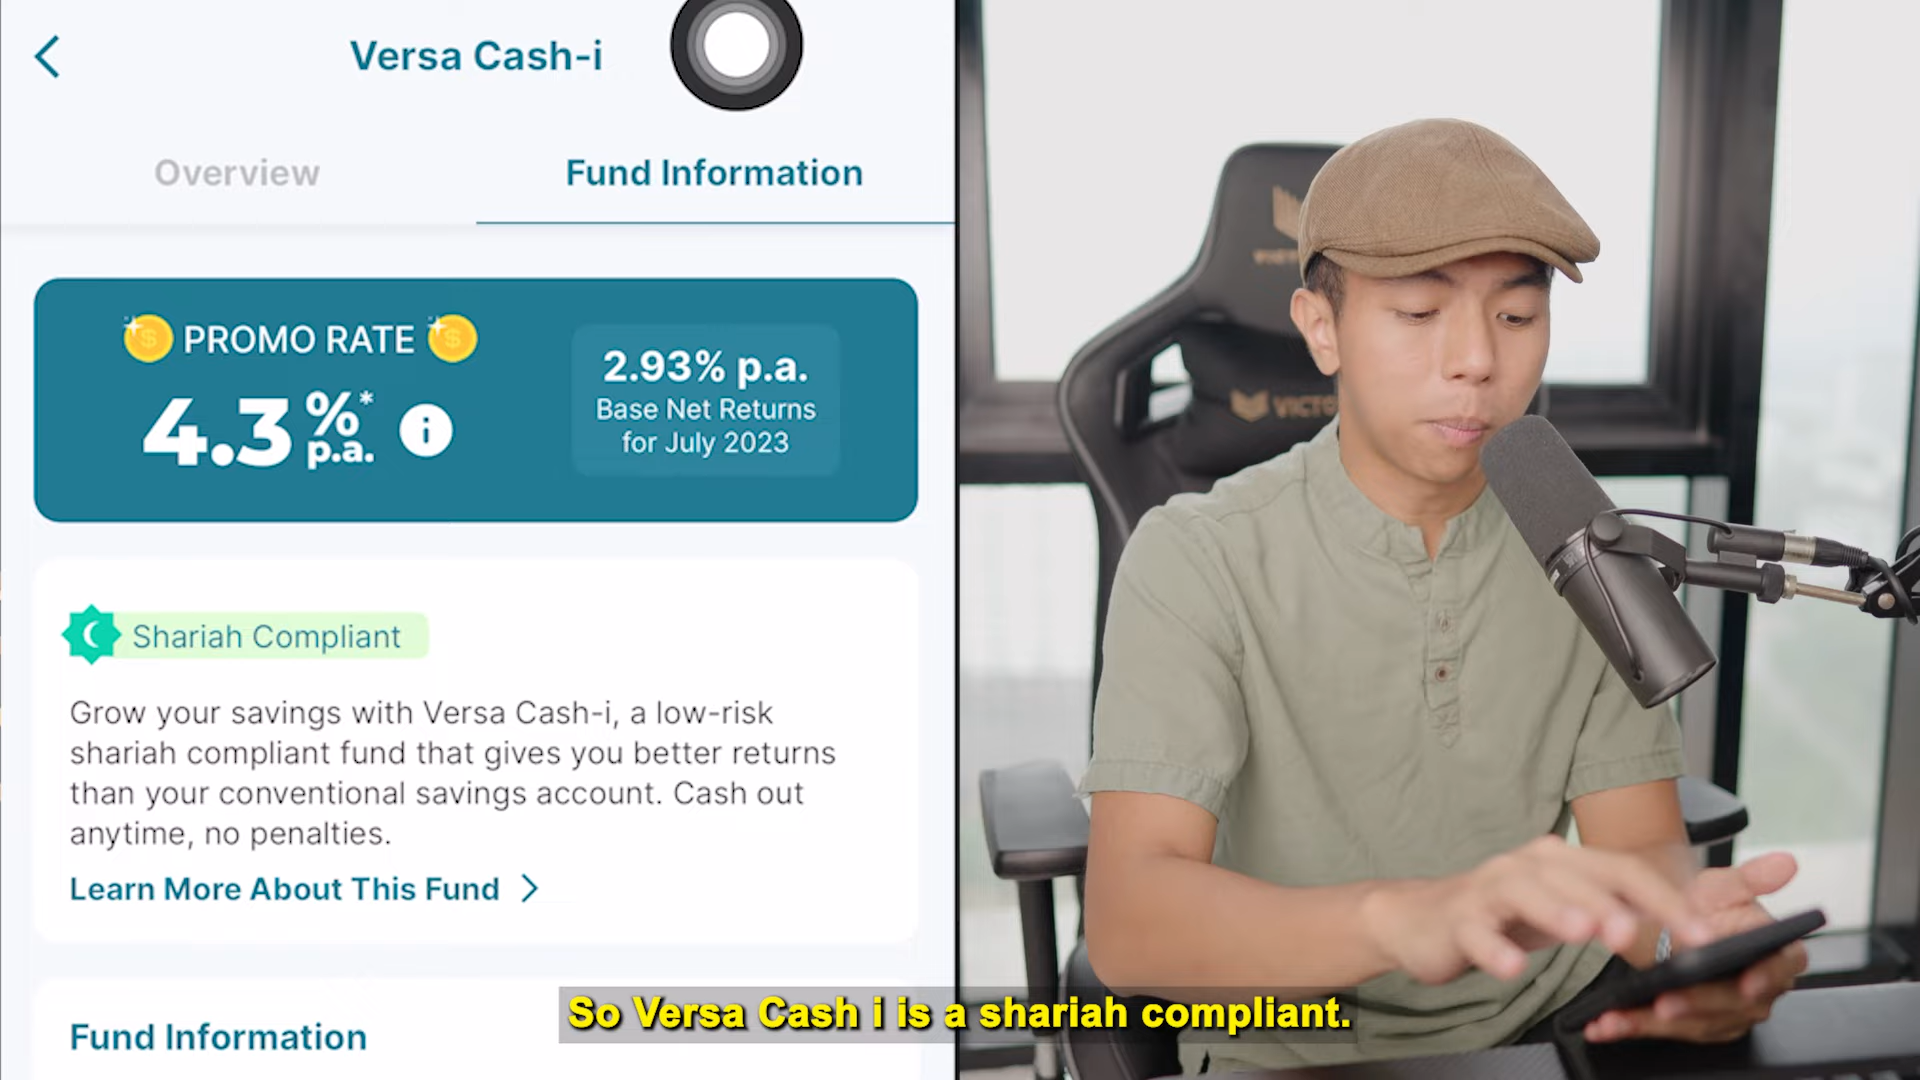 Versa Cash-i
Overview
Fund Information
PROMO RATE
4.3%* p.a.
2.93% p.a.
Base Net Returns
for July 2023
Shariah Compliant
Grow your savings with Versa Cash-i, a low-risk
shariah compliant fund that gives you better returns
than your conventional savings account. Cash out
anytime, no penalties.
Learn More About This Fund
Fund Information
So Versa Cash i is a shariah compliant.